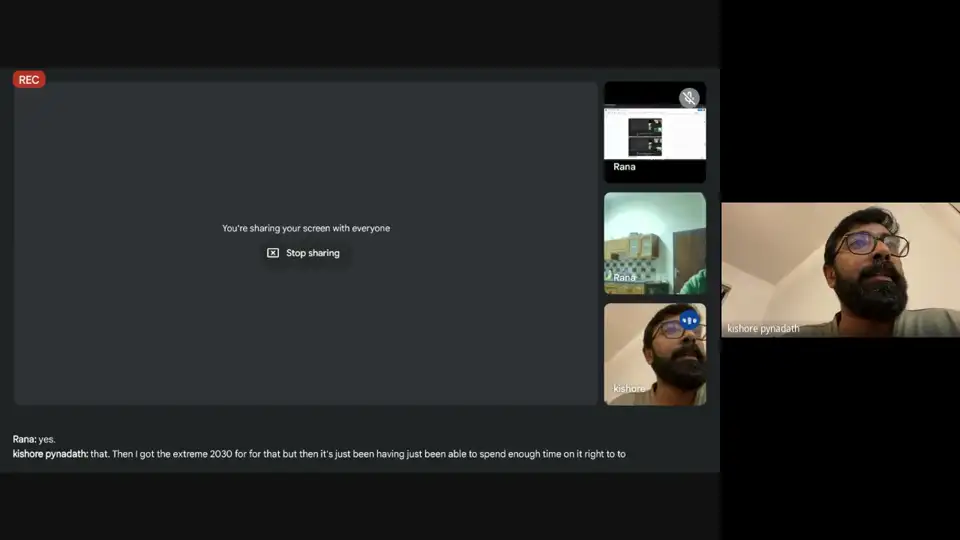 REC
Rana
You're sharing your screen with everyone
Stop sharing
Rana
kishore pynadath
kishore
Rana: yes.
kishore pynadath: that. Then I got the extreme 2030 for for that but then it's just been having just been able to spend enough time on it right to to